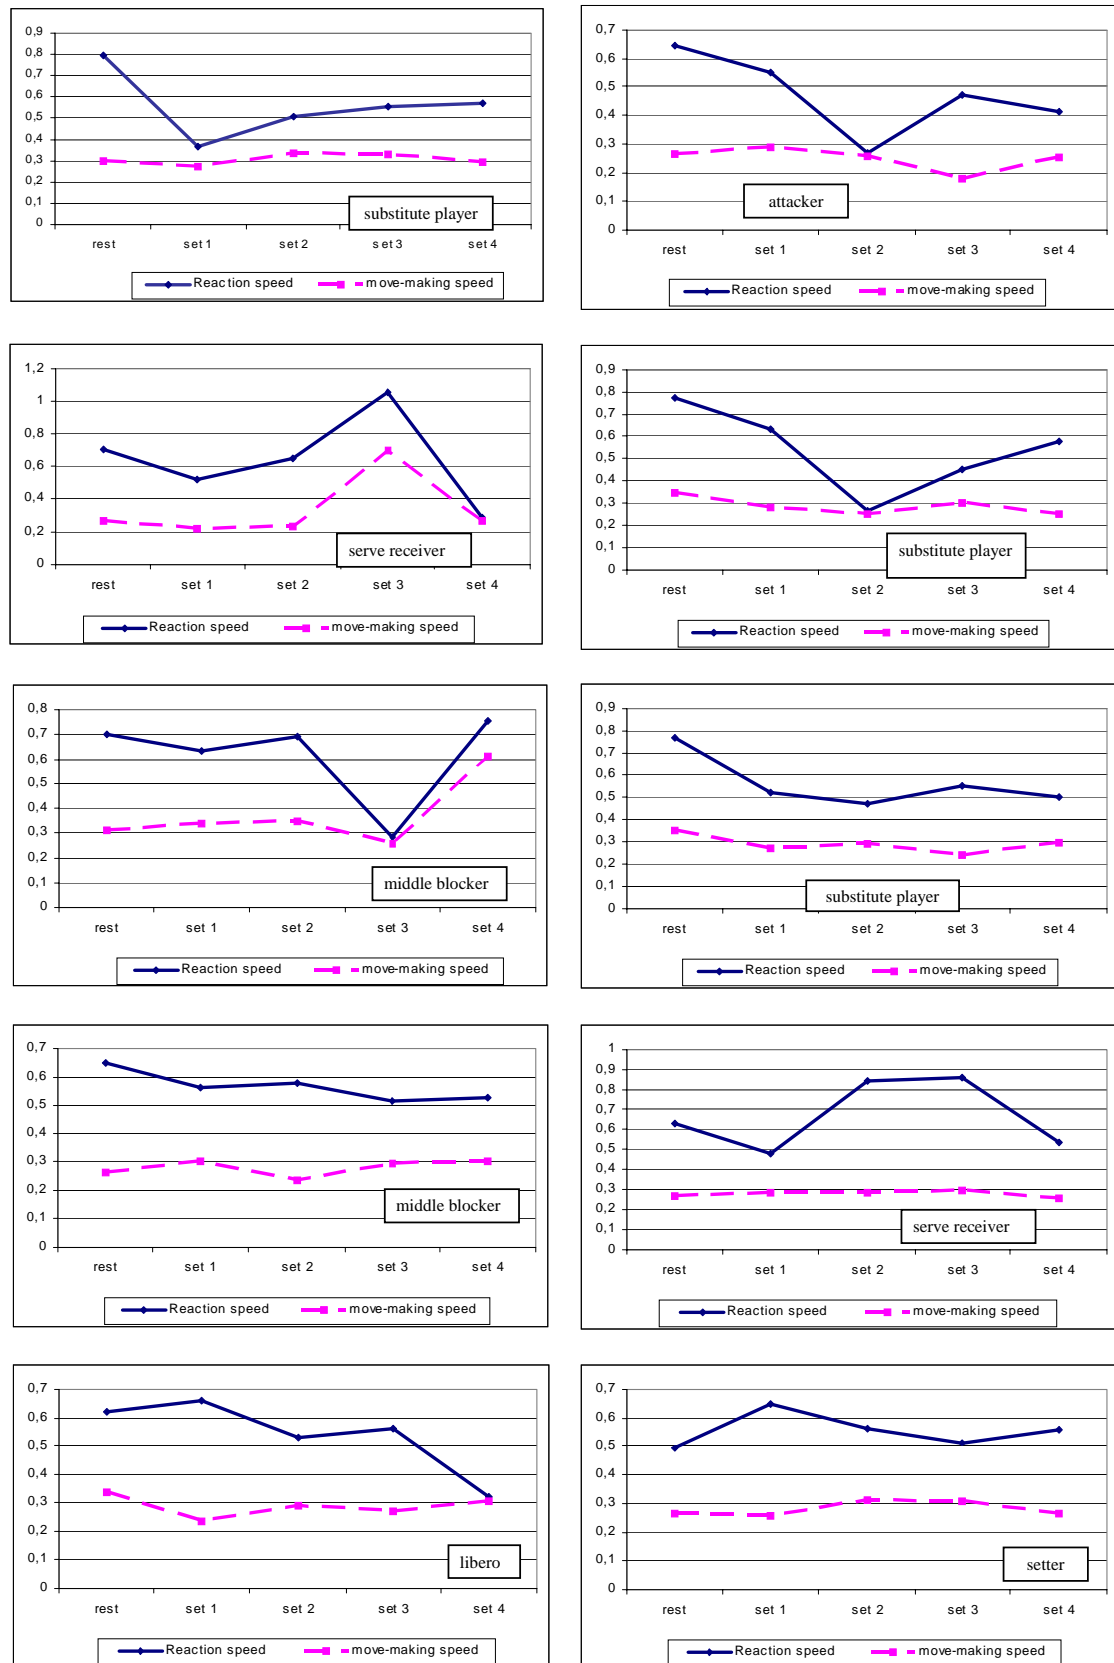 0,9
0,8
0,7
0,6
0,5
0,4
0,3
0,2
0,1
0
substitute player
rest set 1 set 2 set 3 set 4
Reaction speed move-making speed
0,7
0,6
0,5
0,4
0,3
0,2
0,1
0
attacker
rest set 1 set 2 set 3 set 4
Reaction speed move-making speed
1,2
1
0,8
0,6
0,4
0,2
0
serve receiver
rest set 1 set 2 set 3 set 4
Reaction speed move-making speed
0,9
0,8
0,7
0,6
0,5
0,4
0,3
0,2
0,1
0
substitute player
rest set 1 set 2 set 3 set 4
Reaction speed move-making speed
0,8
0,7
0,6
0,5
0,4
0,3
0,2
0,1
0
middle blocker
rest set 1 set 2 set 3 set 4
Reaction speed move-making speed
0,9
0,8
0,7
0,6
0,5
0,4
0,3
0,2
0,1
0
substitute player
rest set 1 set 2 set 3 set 4
Reaction speed move-making speed
0,7
0,6
0,5
0,4
0,3
0,2
0,1
0
middle blocker
rest set 1 set 2 set 3 set 4
Reaction speed move-making speed
1
0,9
0,8
0,7
0,6
0,5
0,4
0,3
0,2
0,1
0
serve receiver
rest set 1 set 2 set 3 set 4
Reaction speed move-making speed
0,7
0,6
0,5
0,4
0,3
0,2
0,1
0
libero
rest set 1 set 2 set 3 set 4
Reaction speed move-making speed
0,7
0,6
0,5
0,4
0,3
0,2
0,1
0
setter
rest set 1 set 2 set 3 set 4
Reaction speed move-making speed